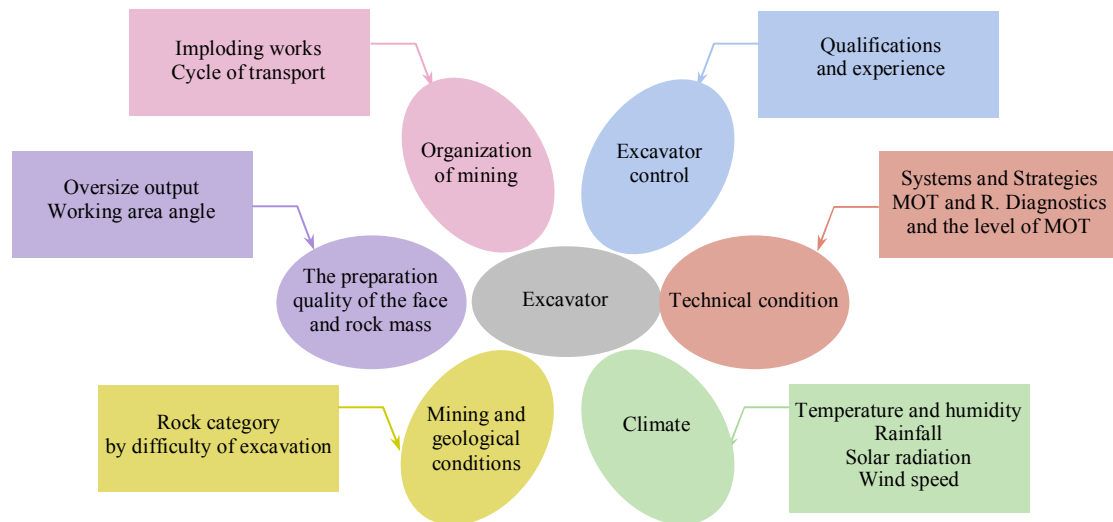 Imploding works
Cycle of transport
Qualifications
and experience
Organization
of mining
Excavator
control
Oversize output
Working area angle
Systems and Strategies
MOT and R. Diagnostics
and the level of MOT
The preparation
quality of the face
and rock mass
Excavator
Technical condition
Rock category
by difficulty of excavation
Mining and
geological
conditions
Climate
Temperature and humidity
Rainfall
Solar radiation
Wind speed